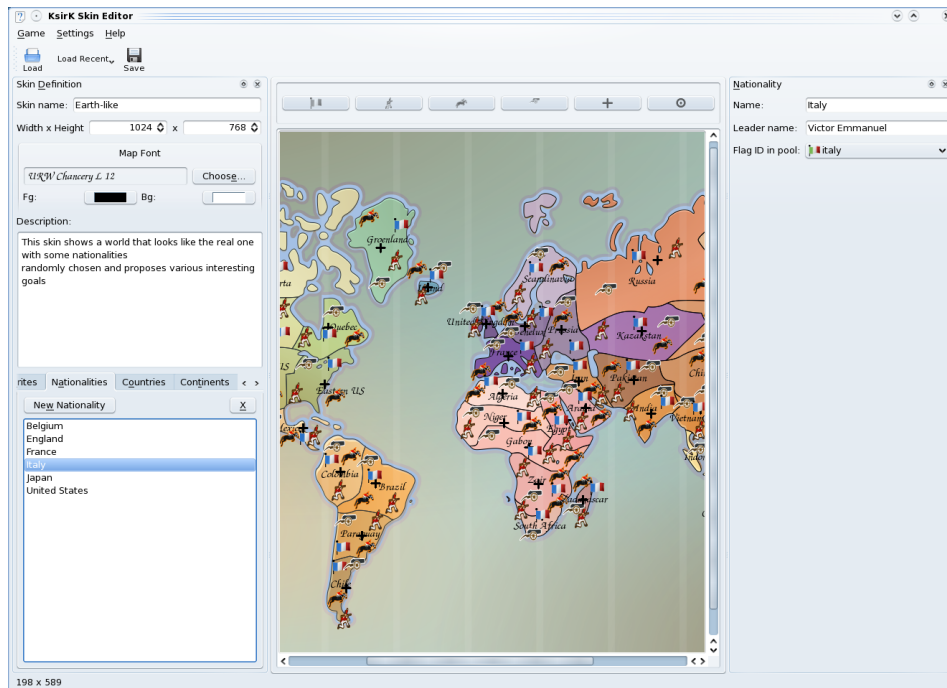 KsirK Skin Editor
Game Settings Help
Load
Load Recent
Save
Skin Definition
Skin name: Earth-like
Width x Height 1024 x 768
Map Font
URW Chancery L 12
Choose...
Fg: Bg:
Description:
This skin shows a world that looks like the real one
with some nationalities
randomly chosen and proposes various interesting
goals
rites Nationalities Countries Continents
New Nationality X
Belgium
England
France
Italy
Japan
United States
Groenland
Scandinavia
Russia
rta
Quebec
United
Kazakstan
France
US
Eastern US
Pakistan
Chi
Algeria
Niger
India
Vietnam
Egypt
Gabon
Colombia
Brazil
South Africa
Paraguay
Nationality
Name: Italy
Leader name: Victor Emmanuel
Flag ID in pool: italy
198 x 589